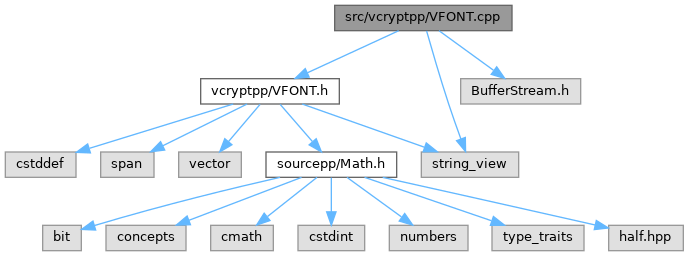 src/vcryptpp/VFONT.cpp
vcryptpp/VFONT.h
BufferStream.h
cstddef
span
vector
sourcepp/Math.h
string_view
bit
concepts
cmath
cstdint
numbers
type_traits
half.hpp